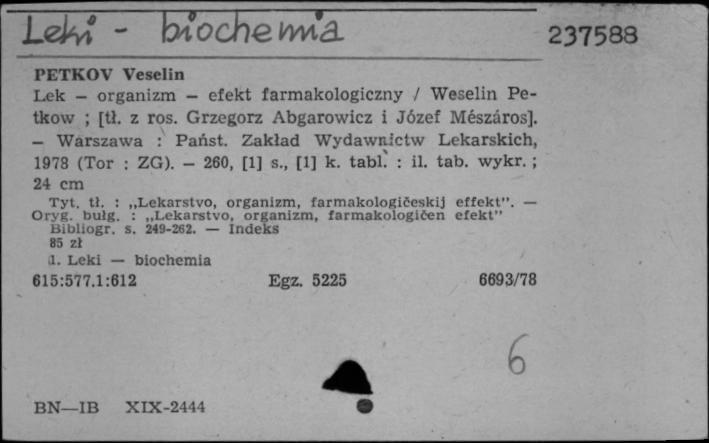 Leki - biochemia
237588
PETKOV Veselin
Lek — organizm — efekt farmakologiczny / Weselin Pe-
tkow ; [tł. z ros. Grzegorz Abgarowicz i Józef Mészáros].
— Warszawa : Państ. Zakład Wydawnictw Lekarskich,
1978 (Tor : ZG). — 260, [1] s., [1] k. tabl. : il. tab. wykr. ;
24 cm
Tyt. tł. : „Lekarstvo, organizm, farmakologičeskij effekt”. —
Oryg. bułg. : „Lekarstvo, organizm, farmakologičen efekt”
Bibliogr. s. 249-262. — Indeks
85 zł
1. Leki — biochemia
615:577.1:612 Egz. 5225 6693/78
6
BN—IB XIX-2444